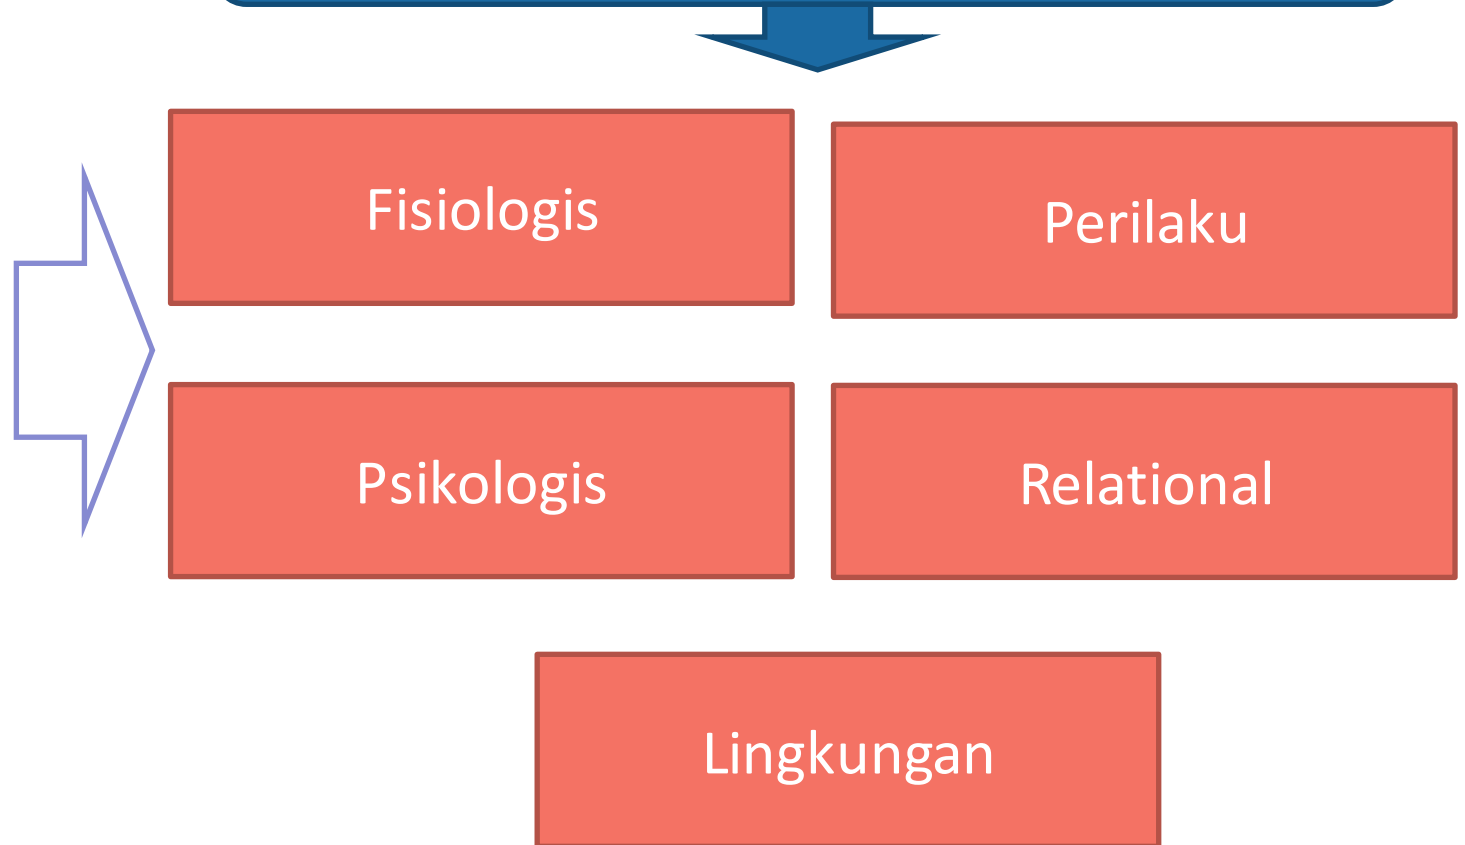 Fisiologis
Perilaku
Psikologis
Relational
Lingkungan